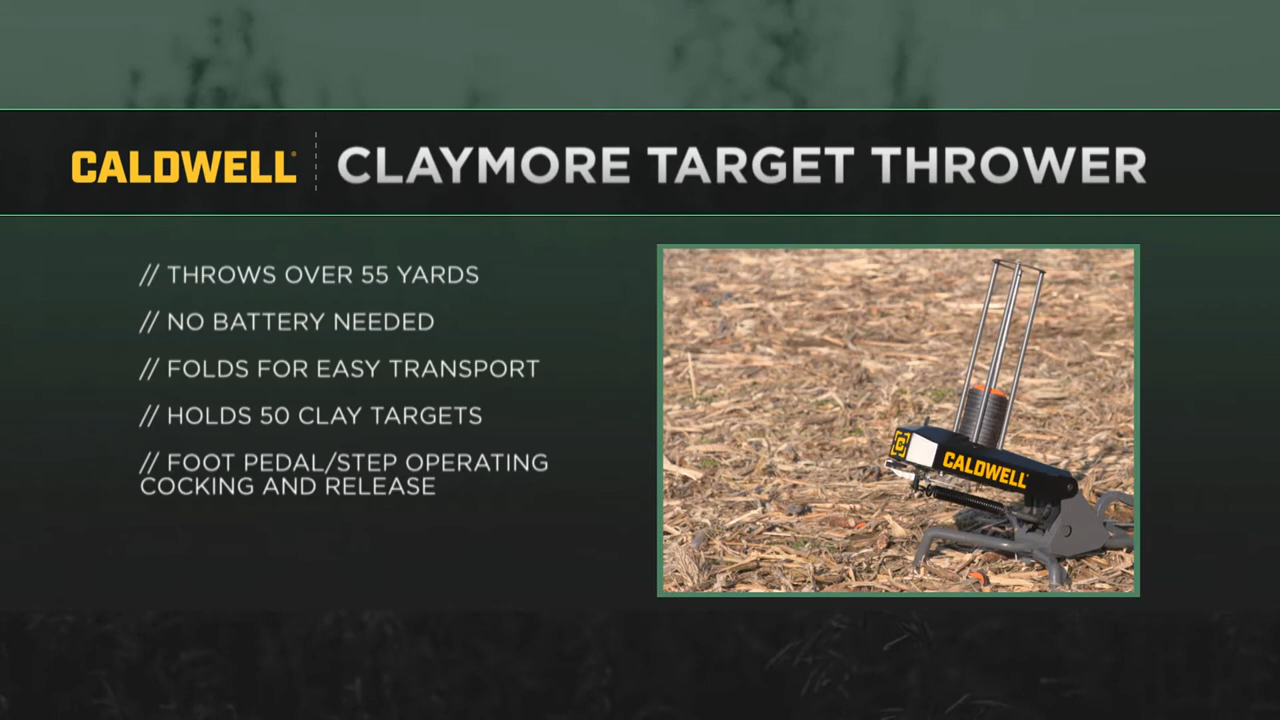 CALDWELL® CLAYMORE TARGET THROWER
// THROWS OVER 55 YARDS
// NO BATTERY NEEDED
// FOLDS FOR EASY TRANSPORT
// HOLDS 50 CLAY TARGETS
// FOOT PEDAL/STEP OPERATING
COCKING AND RELEASE
C CALDWELL